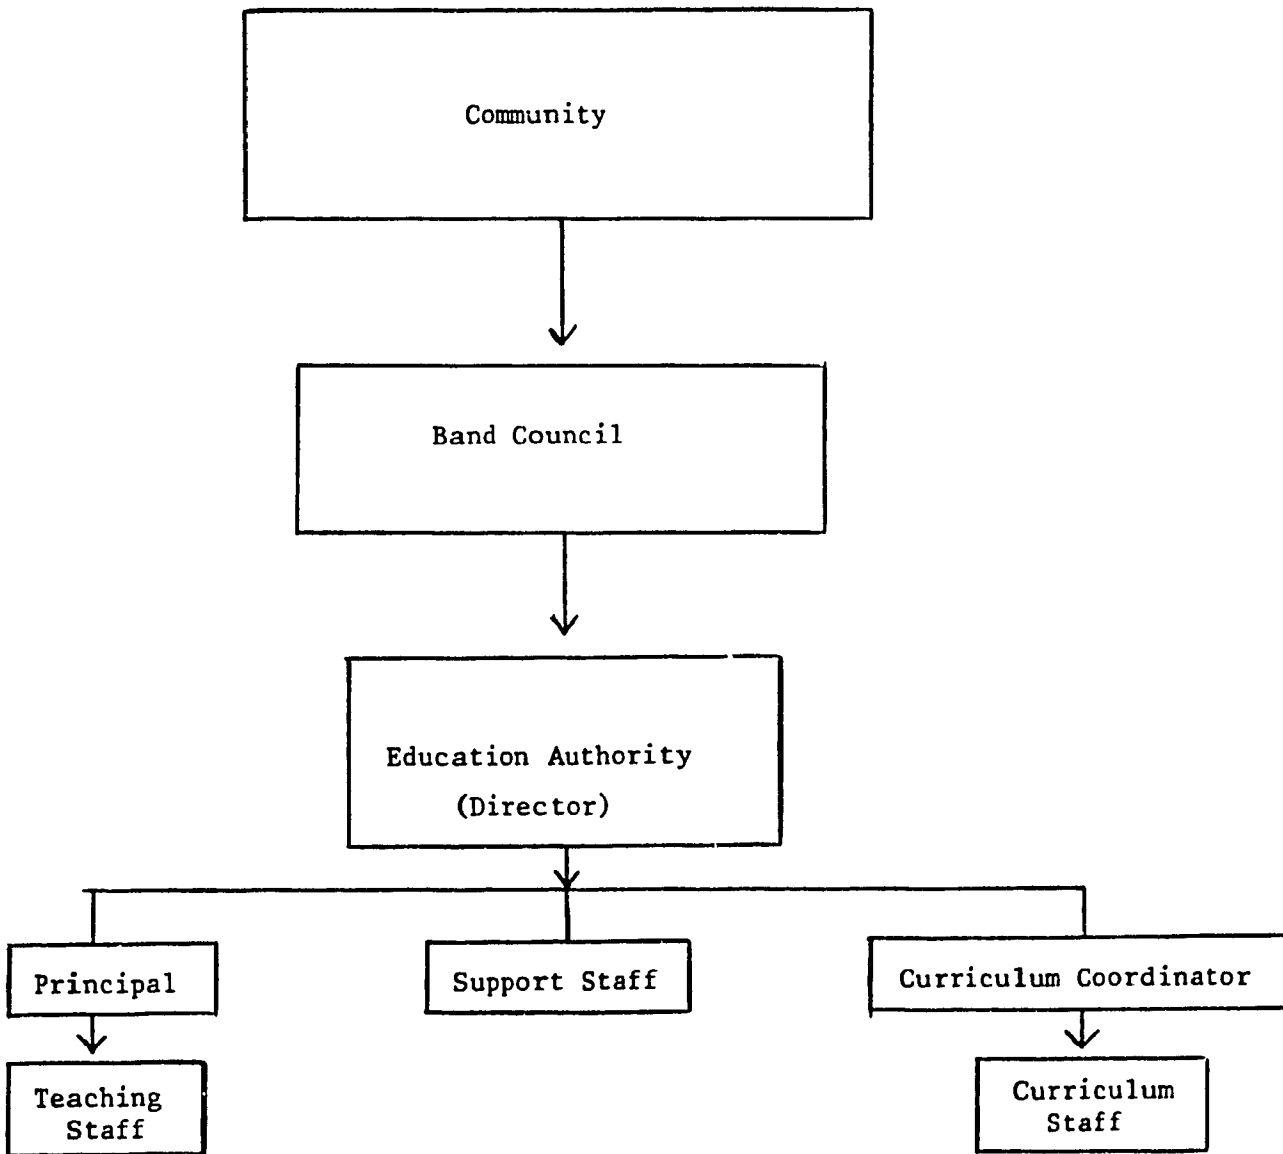 Community
Band Council
Education Authority
(Director)
Principal
Support Staff
Curriculum Coordinator
Teaching
Staff
Curriculum
Staff